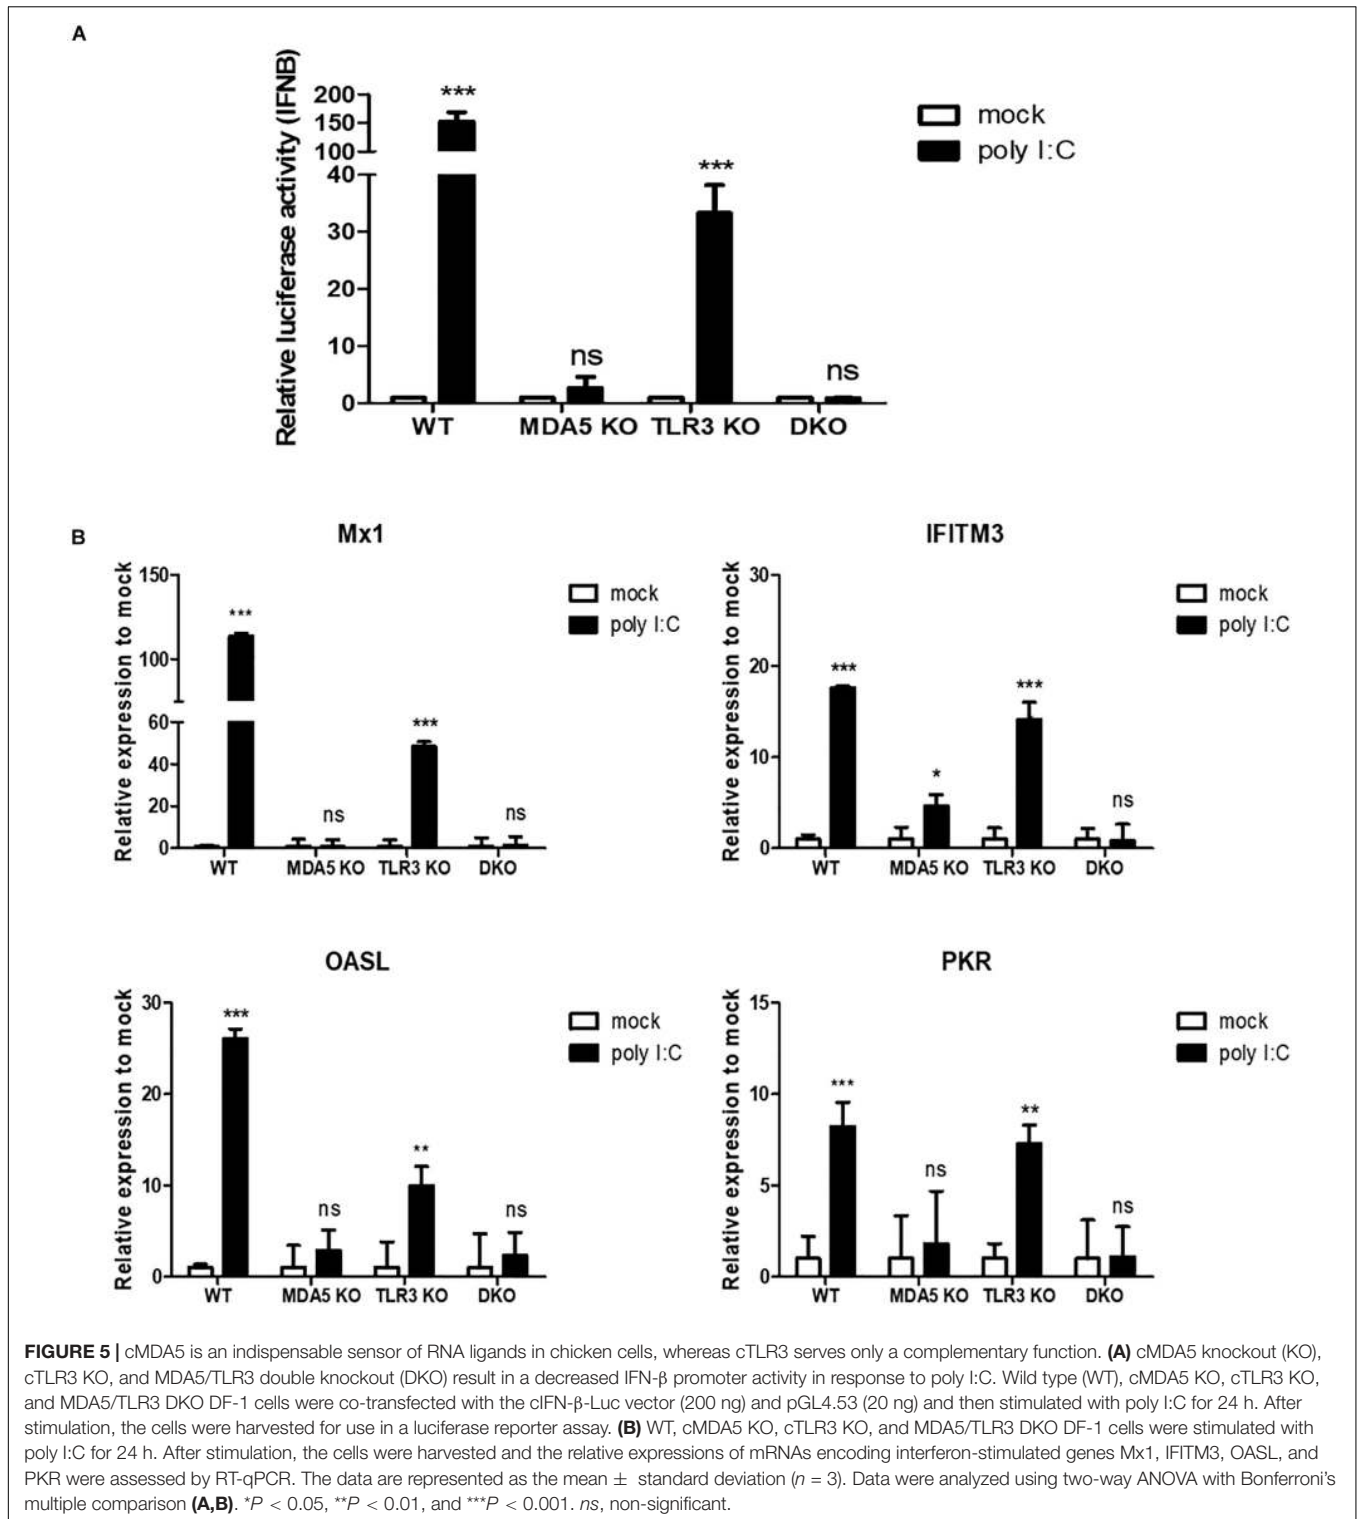 A
Relative luciferase activity (IFNB)
200
150
100
40
30
20
10
0
***
ns
***
ns
WT MDA5 KO TLR3 KO DKO
mock
poly I:C
B
Mx1
Relative expression to mock
150
100
60
40
20
0
***
ns
***
ns
WT MDA5 KO TLR3 KO DKO
mock
poly I:C
IFITM3
Relative expression to mock
30
20
10
0
***
*
***
ns
WT MDA5 KO TLR3 KO DKO
mock
poly I:C
OASL
Relative expression to mock
30
20
10
0
***
ns
**
ns
WT MDA5 KO TLR3 KO DKO
mock
poly I:C
PKR
Relative expression to mock
15
10
5
0
***
ns
**
ns
WT MDA5 KO TLR3 KO DKO
mock
poly I:C
FIGURE 5 | cMDA5 is an indispensable sensor of RNA ligands in chicken cells, whereas cTLR3 serves only a complementary function. (A) cMDA5 knockout (KO),
cTLR3 KO, and MDA5/TLR3 double knockout (DKO) result in a decreased IFN-β promoter activity in response to poly I:C. Wild type (WT), cMDA5 KO, cTLR3 KO,
and MDA5/TLR3 DKO DF-1 cells were co-transfected with the cIFN-β-Luc vector (200 ng) and pGL4.53 (20 ng) and then stimulated with poly I:C for 24 h. After
stimulation, the cells were harvested for use in a luciferase reporter assay. (B) WT, cMDA5 KO, cTLR3 KO, and MDA5/TLR3 DKO DF-1 cells were stimulated with
poly I:C for 24 h. After stimulation, the cells were harvested and the relative expressions of mRNAs encoding interferon-stimulated genes Mx1, IFITM3, OASL, and
PKR were assessed by RT-qPCR. The data are represented as the mean ± standard deviation (n = 3). Data were analyzed using two-way ANOVA with Bonferroni's
multiple comparison (A,B). *P < 0.05, **P < 0.01, and ***P < 0.001. ns, non-significant.